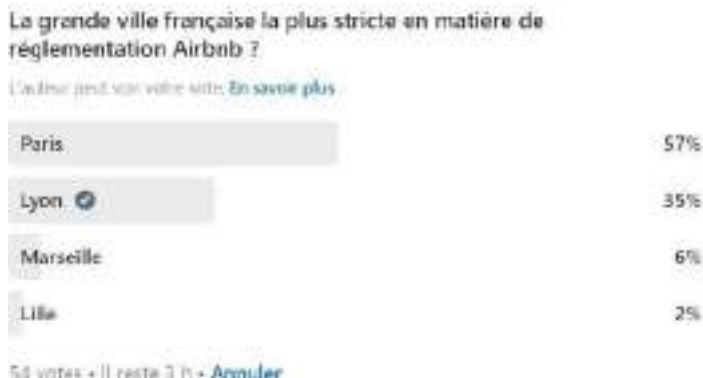 La grande ville française la plus stricte en matière de
réglementation Airbnb ?
L'auteur peut voir votre vote. En savoir plus
Paris 57%
Lyon 35%
Marseille 6%
Lille 2%
54 votes • Il reste 3 h • Annuler